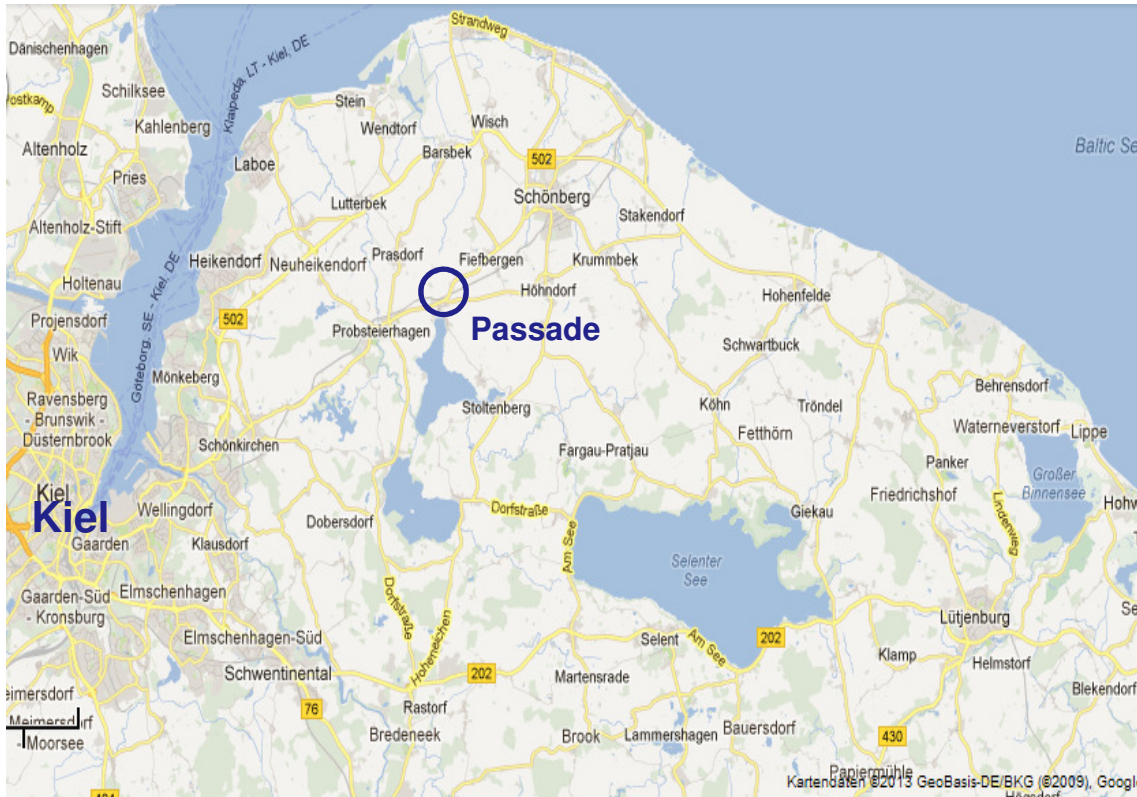 Strandweg
Dänischenhagen
Klaipeda, LT - Kiel, DE
Schilksee
Stein
Wendtorf
Wisch
Kahlenberg
Altenholz
Barsbek
502
Baltic Se
Laboe
Pries
Schönberg
Lutterbek
Stakendorf
Altenholz-Stift
Prasdorf
Fiefbergen
Krummbek
Heikendorf
Neuheikendorf
Holtenau
Höhndorf
Hohenfelde
Göteborg, SE - Kiel, DE
Projensdorf
502
Probsteierhagen
Passade
Schwartbuck
Wik
Mönkeberg
Behrensdorf
Ravensberg
- Brunswik -
Düsternbrook
Stoltenberg
Köhn
Tröndel
Schönkirchen
Fetthörn
Waterneverstorf
Lippe
Fargau-Pratjau
Panker
Großer
Binnensee
Kiel
Kiel
Wellingdorf
Dorfstraße
Giekau
Friedrichshof
Lindenweg
Dobersdorf
Gaarden
Klausdorf
Am See
Selenter
See
Gaarden-Süd
- Kronsburg
Elmschenhagen
Dorfstraße
Hoheneichen
Lütjenburg
Elmschenhagen-Süd
Selent
Am See
202
Klamp
Helmstorf
Schwentinental
202
Martensrade
Blekendorf
Rastorf
76
Bredeneek
Brook
Lammershagen
Bauersdorf
430
-Moorsee
Papiermühle
Kartendaten ©2013 GeoBasis-DE/BKG (©2009), Google